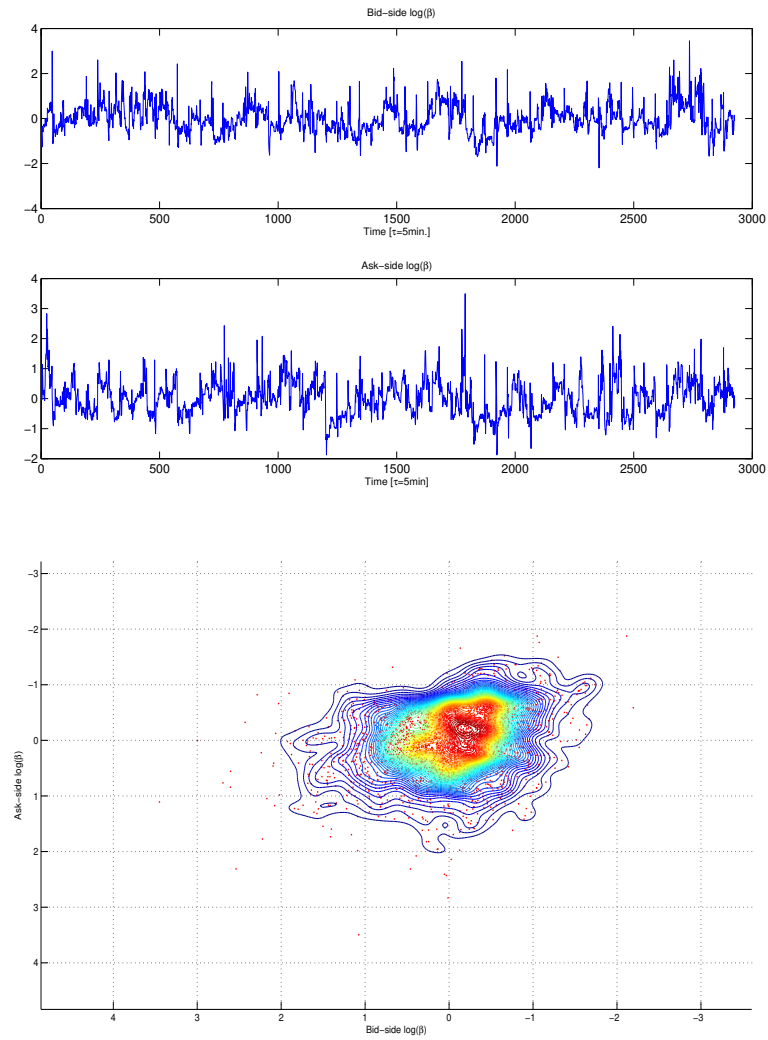 Bid−side log(β)
4
2
0
−2
−4
0 500 1000 1500 2000 2500 3000
Time [τ=5min.]
Ask−side log(β)
4
3
2
1
0
−1
−2
0 500 1000 1500 2000 2500 3000
Time [τ=5min]
−3
−2
−1
0
1
2
3
4
Ask−side log(β)
4 3 2 1 0 −1 −2 −3
Bid−side log(β)